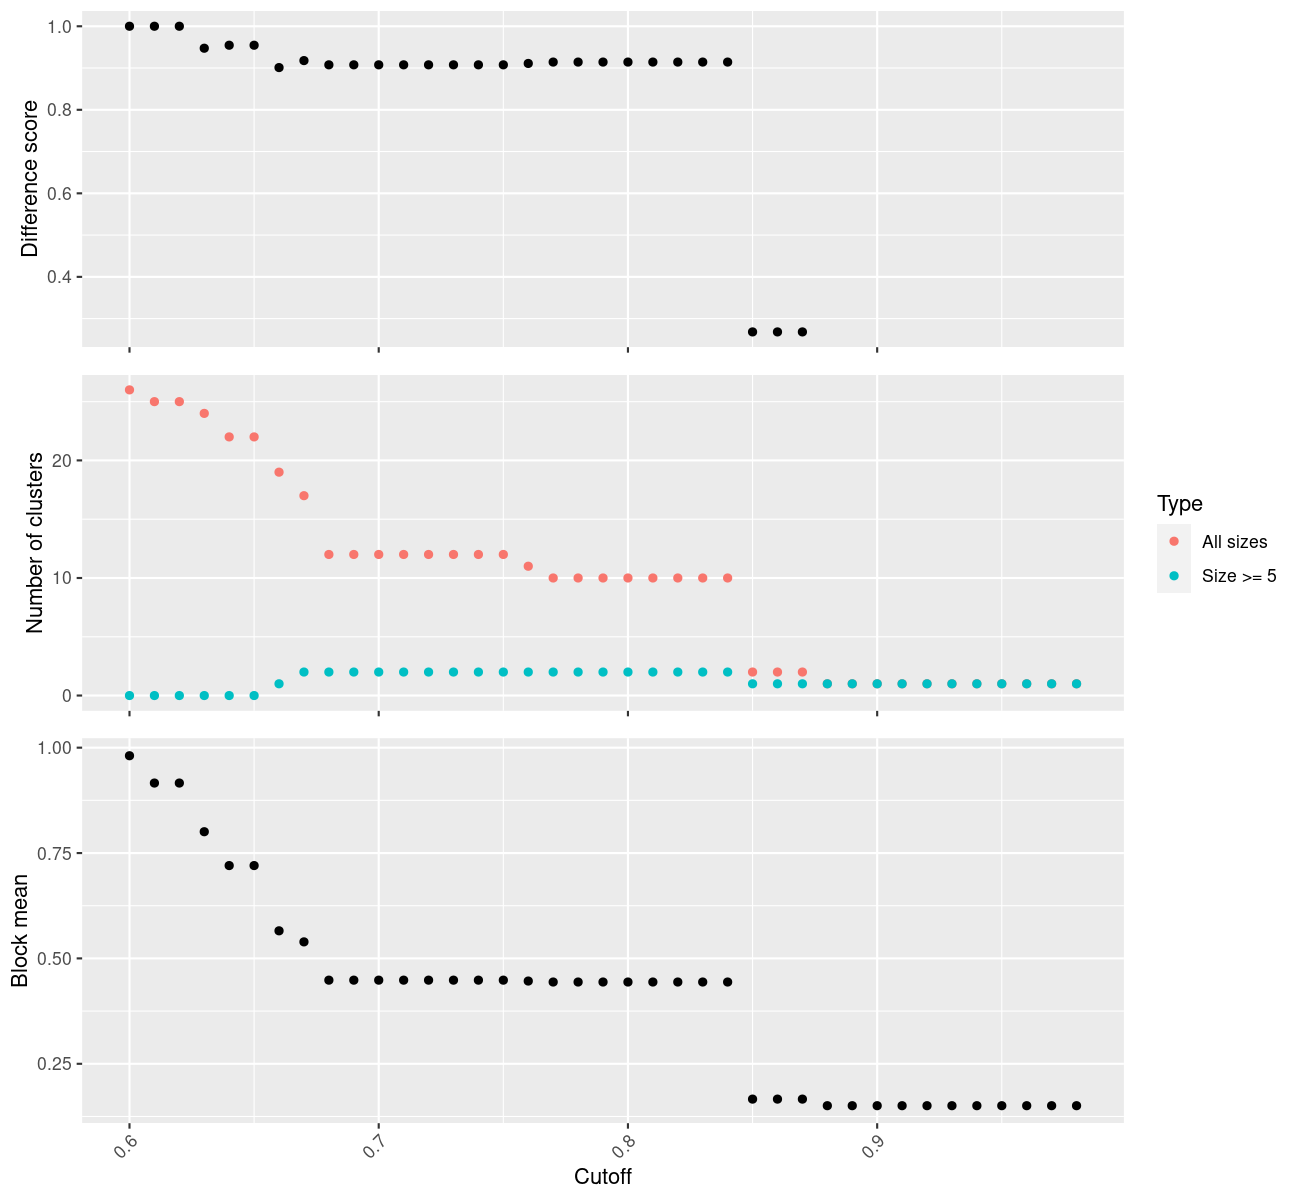 Difference score
1.0
0.8
0.6
0.4
Number of clusters
20
10
0
Type
All sizes
Size >= 5
Block mean
1.00
0.75
0.50
0.25
0.6
0.7
0.8
0.9
Cutoff